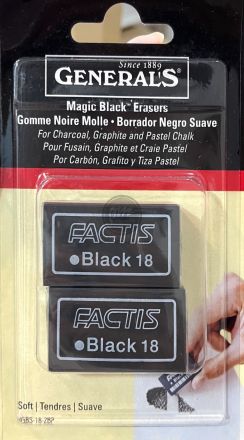 Since 1889
GENERAL'S
Magic Black™ Erasers
Gomme Noire Molle • Borrador Negro Suave
For Charcoal, Graphite and Pastel Chalk
Pour Fusain, Graphite et Craie Pastel
Por Carbón, Grafito y Tiza Pastel
FACTIS
Black 18
FACTIS
Black 18
Soft | Tendres | Suave